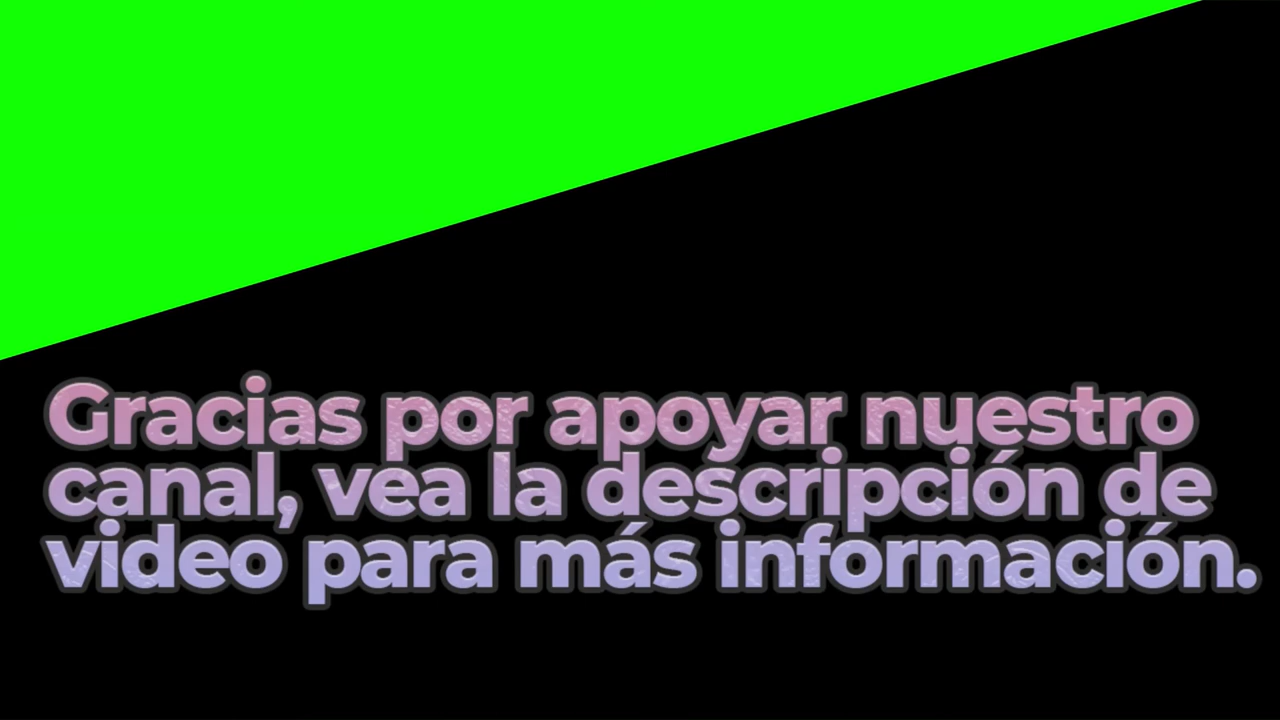 Gracias por apoyar nuestro
canal, vea la descripción de
video para más información.